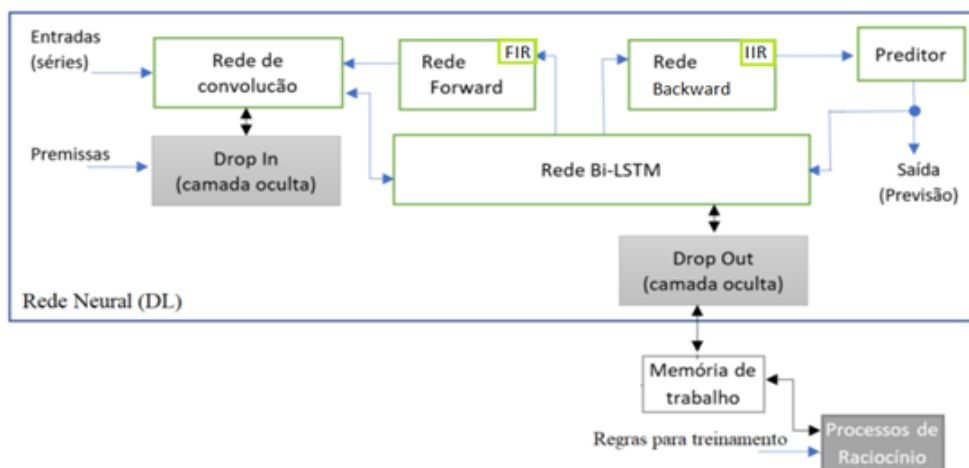 Entradas
(séries)
Rede de
convolucão
FIR
Rede
Forward
IIR
Rede
Backward
Preditor
Premissas
Drop In
(camada oculta)
Rede Bi-LSTM
Saída
(Previsão)
Drop Out
(camada oculta)
Rede Neural (DL)
Memória de
trabalho
Regras para treinamento
Processos de
Raciocínio